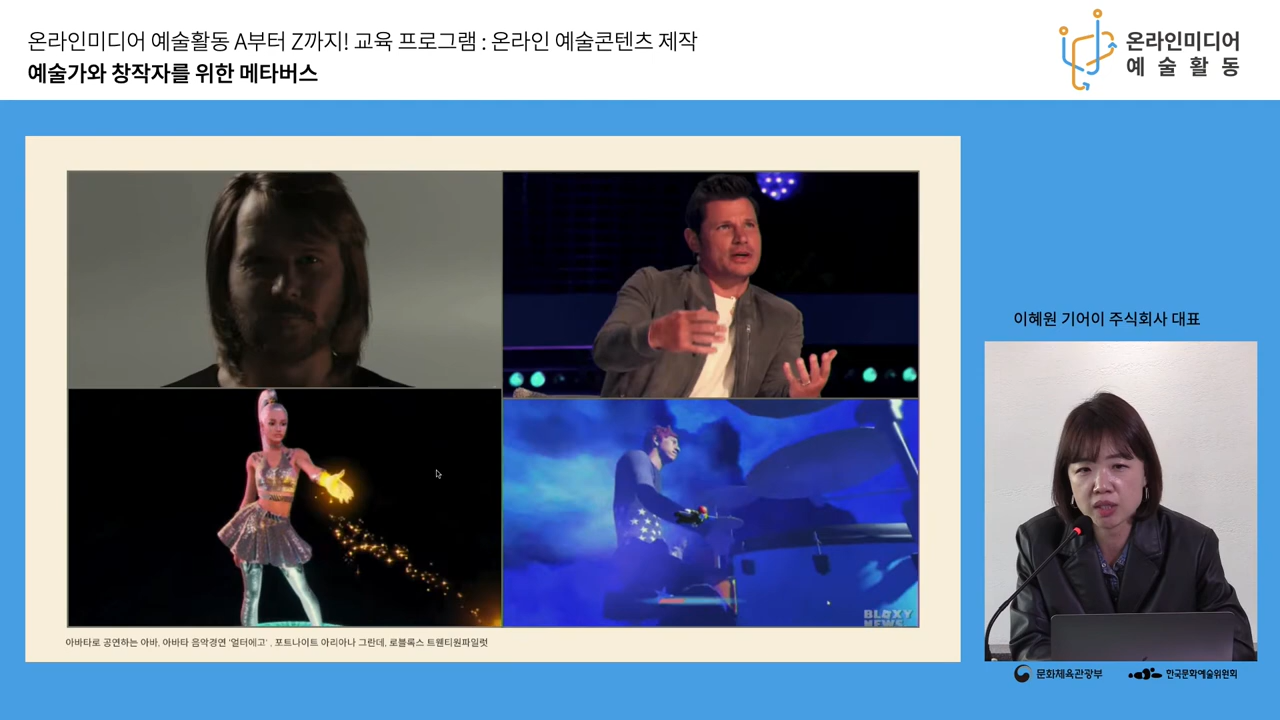 온라인미디어 예술활동 A부터 Z까지! 교육 프로그램 : 온라인 예술콘텐츠 제작
예술가와 창작자를 위한 메타버스
온라인미디어
예술활동
이혜원 기어이 주식회사 대표
BLOXY
NEWS
아바타로 공연하는 아바, 아바타 음악경연 '얼터에고' , 포트나이트 아리아나 그란데, 로블록스 트웬티원파일럿
문화체육관광부
한국문화예술위원회